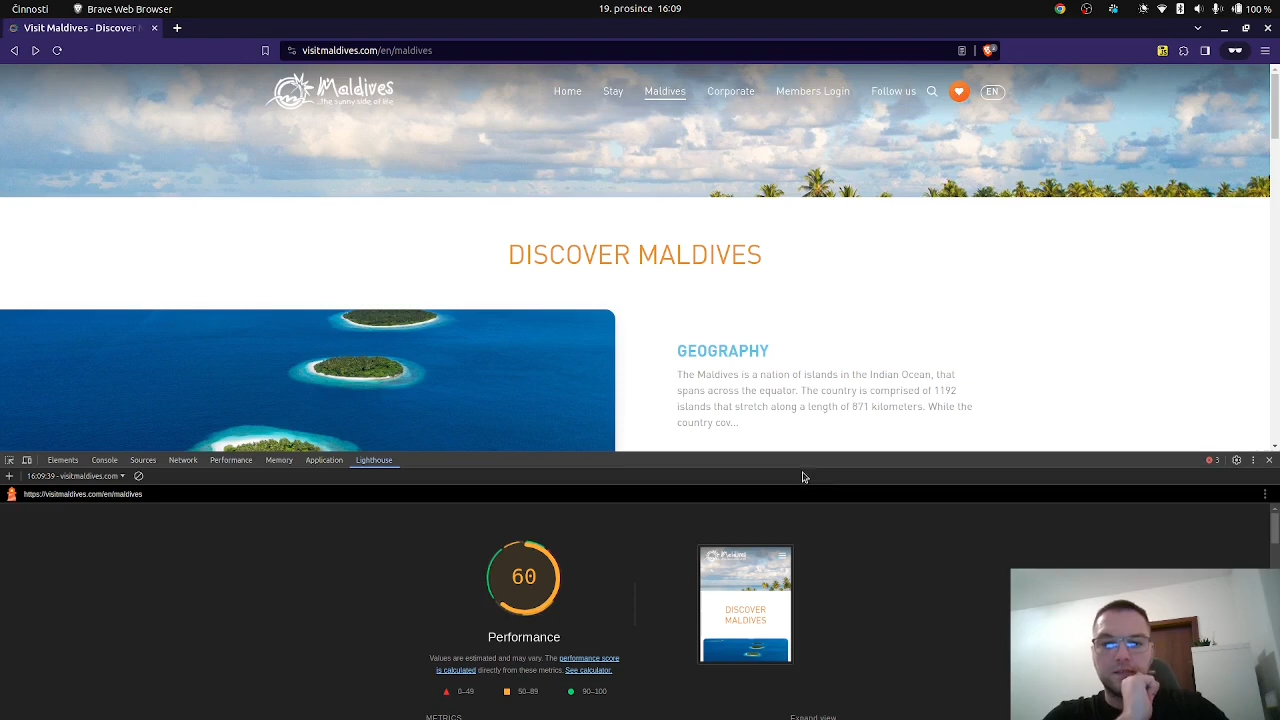 Činnosti
Brave Web Browser
19. prosince 16:09
100 %
Visit Maldives - Discover M
visitmaldives.com/en/maldives
Maldives
...the sunny side of life
Home
Stay
Maldives
Corporate
Members Login
Follow us
EN
DISCOVER MALDIVES
GEOGRAPHY
The Maldives is a nation of islands in the Indian Ocean, that
spans across the equator. The country is comprised of 1192
islands that stretch along a length of 871 kilometers. While the
country cov...
Elements
Console
Sources
Network
Performance
Memory
Application
Lighthouse
3
16:09:39 - visitmaldives.com
https://visitmaldives.com/en/maldives
60
Performance
Values are estimated and may vary. The performance score
is calculated directly from these metrics. See calculator.
0–49
50–89
90–100
Maldives
DISCOVER
MALDIVES
METRICS
Expand view